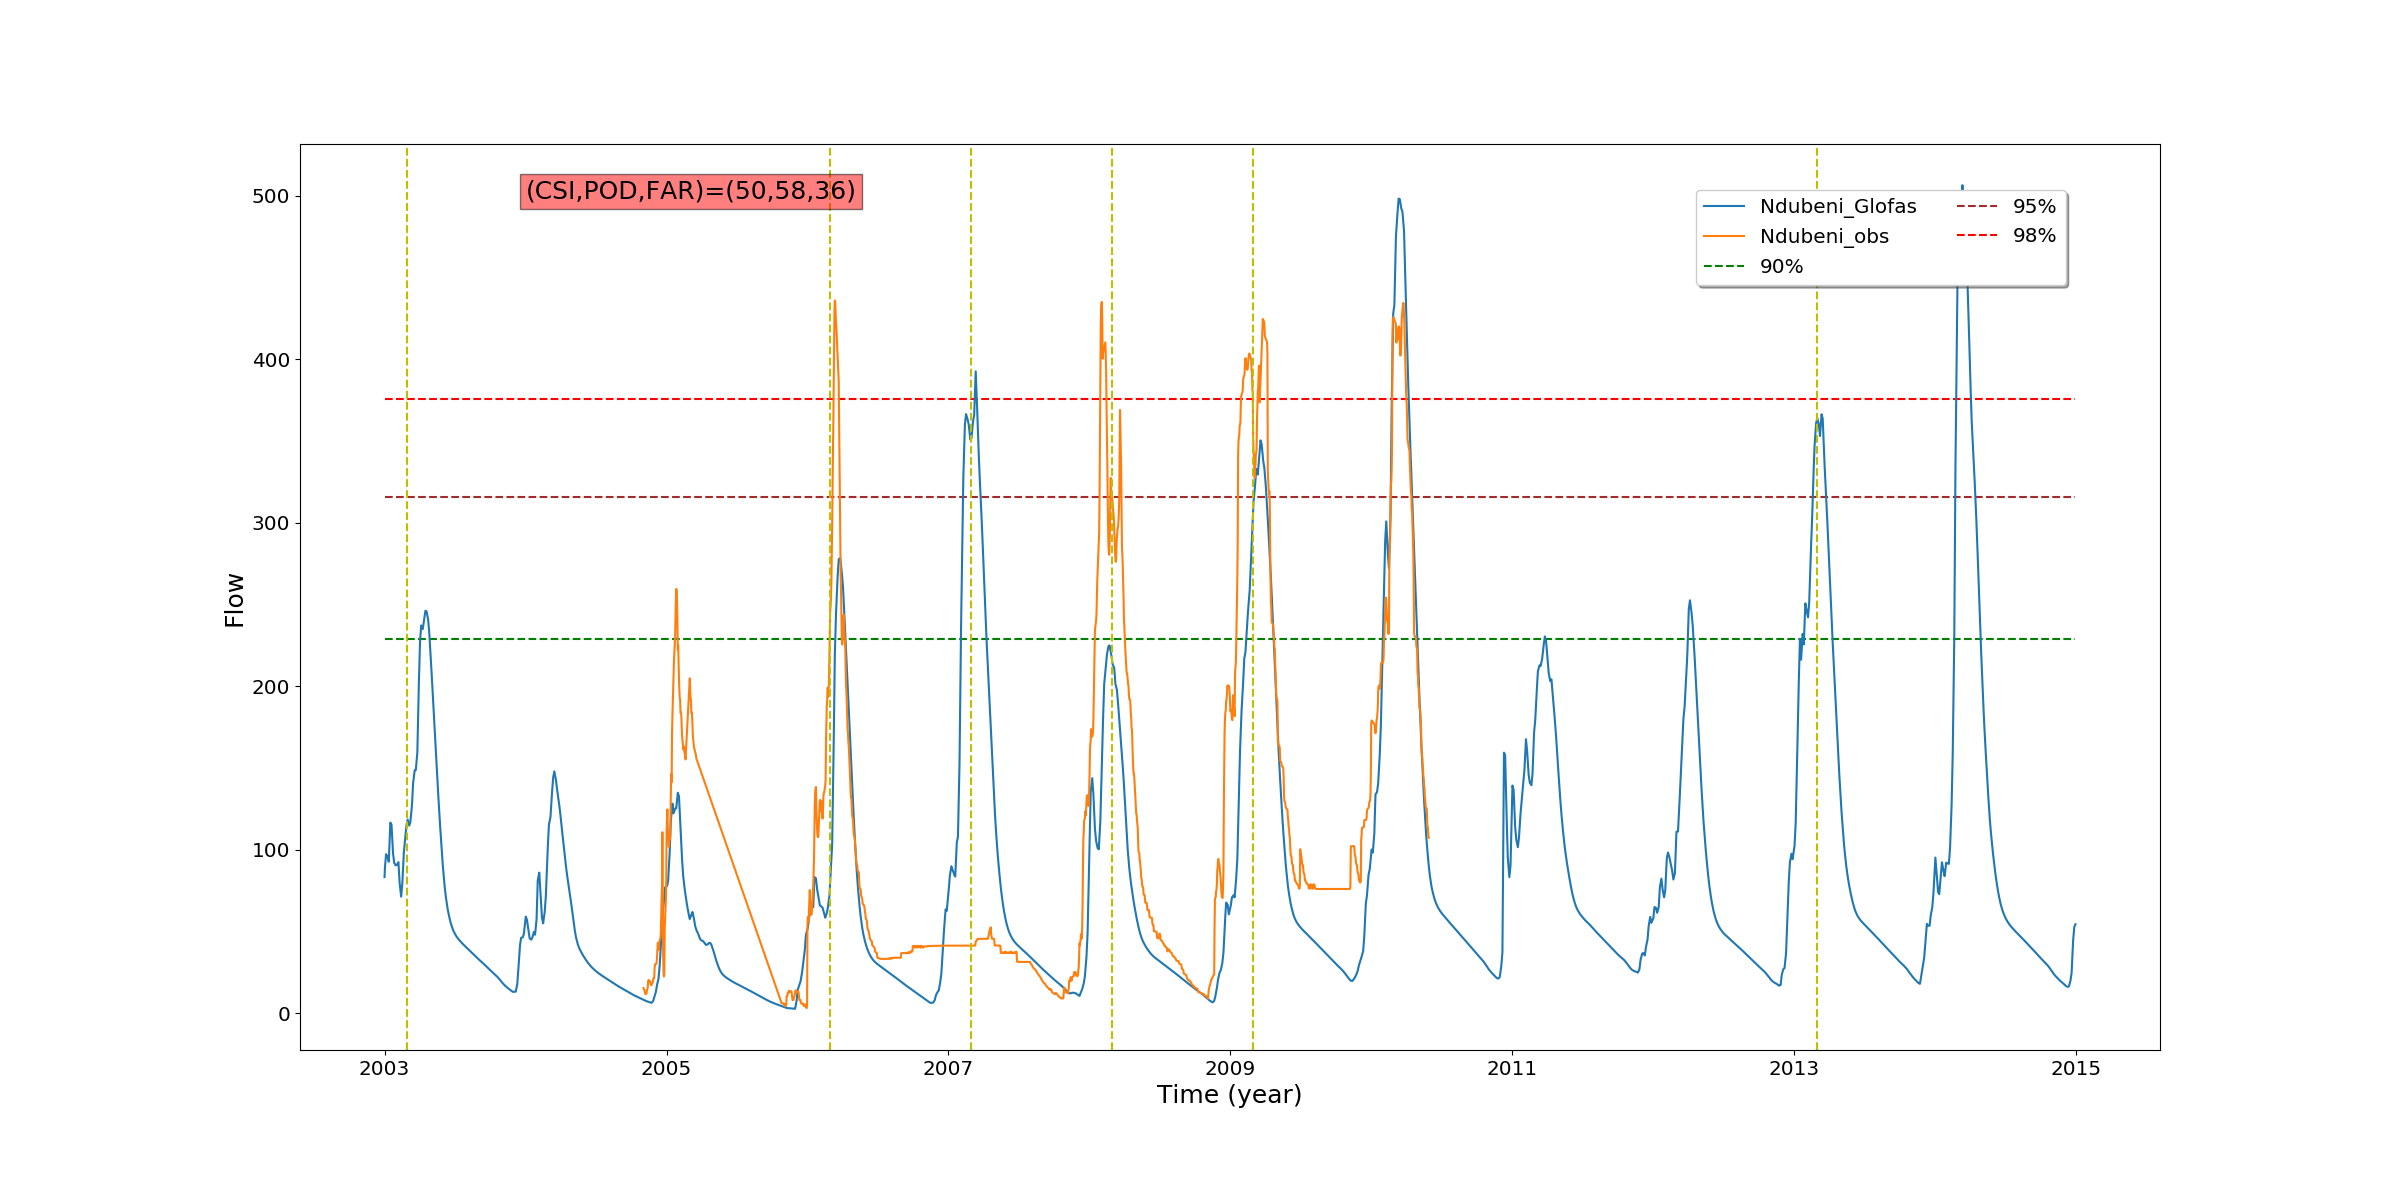 (CSI,POD,FAR)=(50,58,36)
Ndubeni_Glofas
Ndubeni_obs
90%
95%
98%
500
400
300
200
100
0
Flow
2003 2005 2007 2009 2011 2013 2015
Time (year)